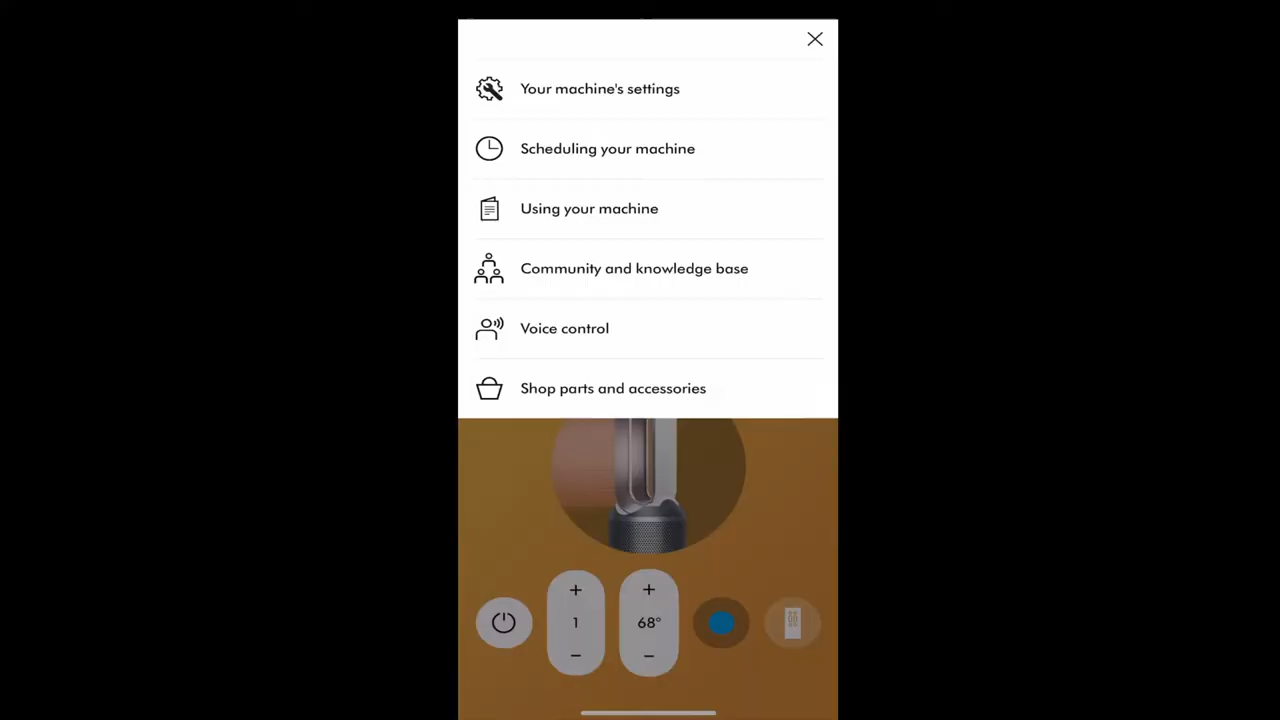 Your machine's settings
Scheduling your machine
Using your machine
Community and knowledge base
Voice control
Shop parts and accessories
+ +
1 68°
− −